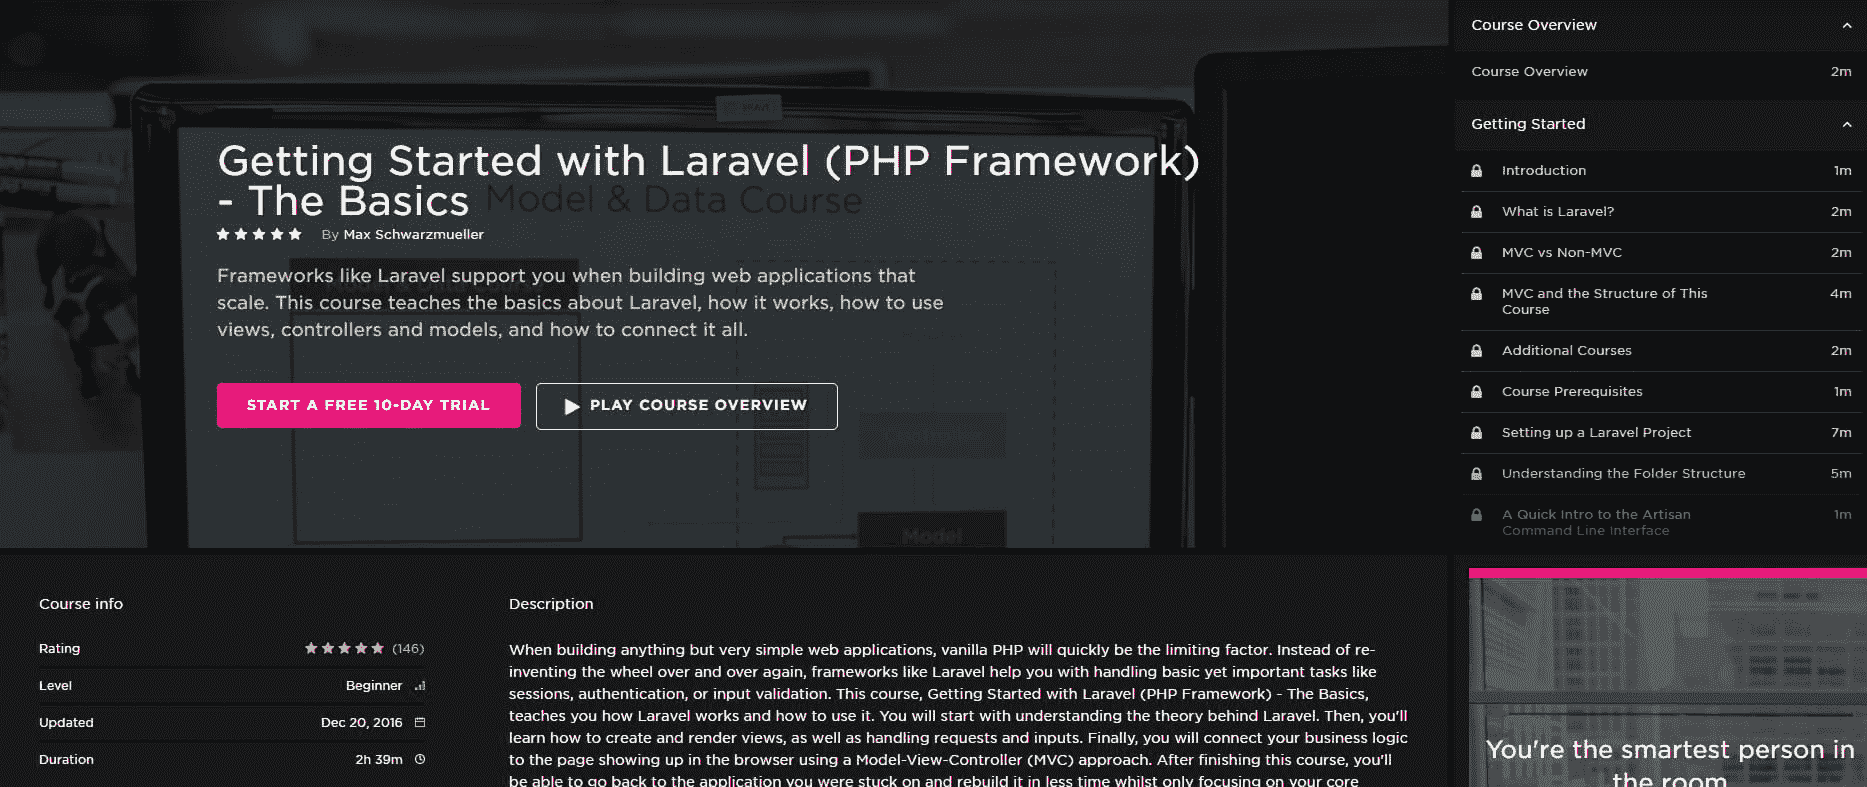 Getting Started with Laravel (PHP Framework)
- The Basics
Model & Data Course
By Max Schwarzmueller
Frameworks like Laravel support you when building web applications that
scale. This course teaches the basics about Laravel, how it works, how to use
views, controllers and models, and how to connect it all.
START A FREE 10-DAY TRIAL
PLAY COURSE OVERVIEW
Model
Course Overview
Course Overview 2m
Getting Started
Introduction 1m
What is Laravel? 2m
MVC vs Non-MVC 2m
MVC and the Structure of This 4m
Course
Additional Courses 2m
Course Prerequisites 1m
Setting up a Laravel Project 7m
Understanding the Folder Structure 5m
A Quick Intro to the Artisan 1m
Command Line Interface
Course info
Rating (146)
Level Beginner
Updated Dec 20, 2016
Duration 2h 39m
Description
When building anything but very simple web applications, vanilla PHP will quickly be the limiting factor. Instead of re-
inventing the wheel over and over again, frameworks like Laravel help you with handling basic yet important tasks like
sessions, authentication, or input validation. This course, Getting Started with Laravel (PHP Framework) - The Basics,
teaches you how Laravel works and how to use it. You will start with understanding the theory behind Laravel. Then, you'll
learn how to create and render views, as well as handling requests and inputs. Finally, you will connect your business logic
to the page showing up in the browser using a Model-View-Controller (MVC) approach. After finishing this course, you'll
be able to go back to the application you were stuck on and rebuild it in less time whilst only focusing on your core
You're the smartest person in
the room